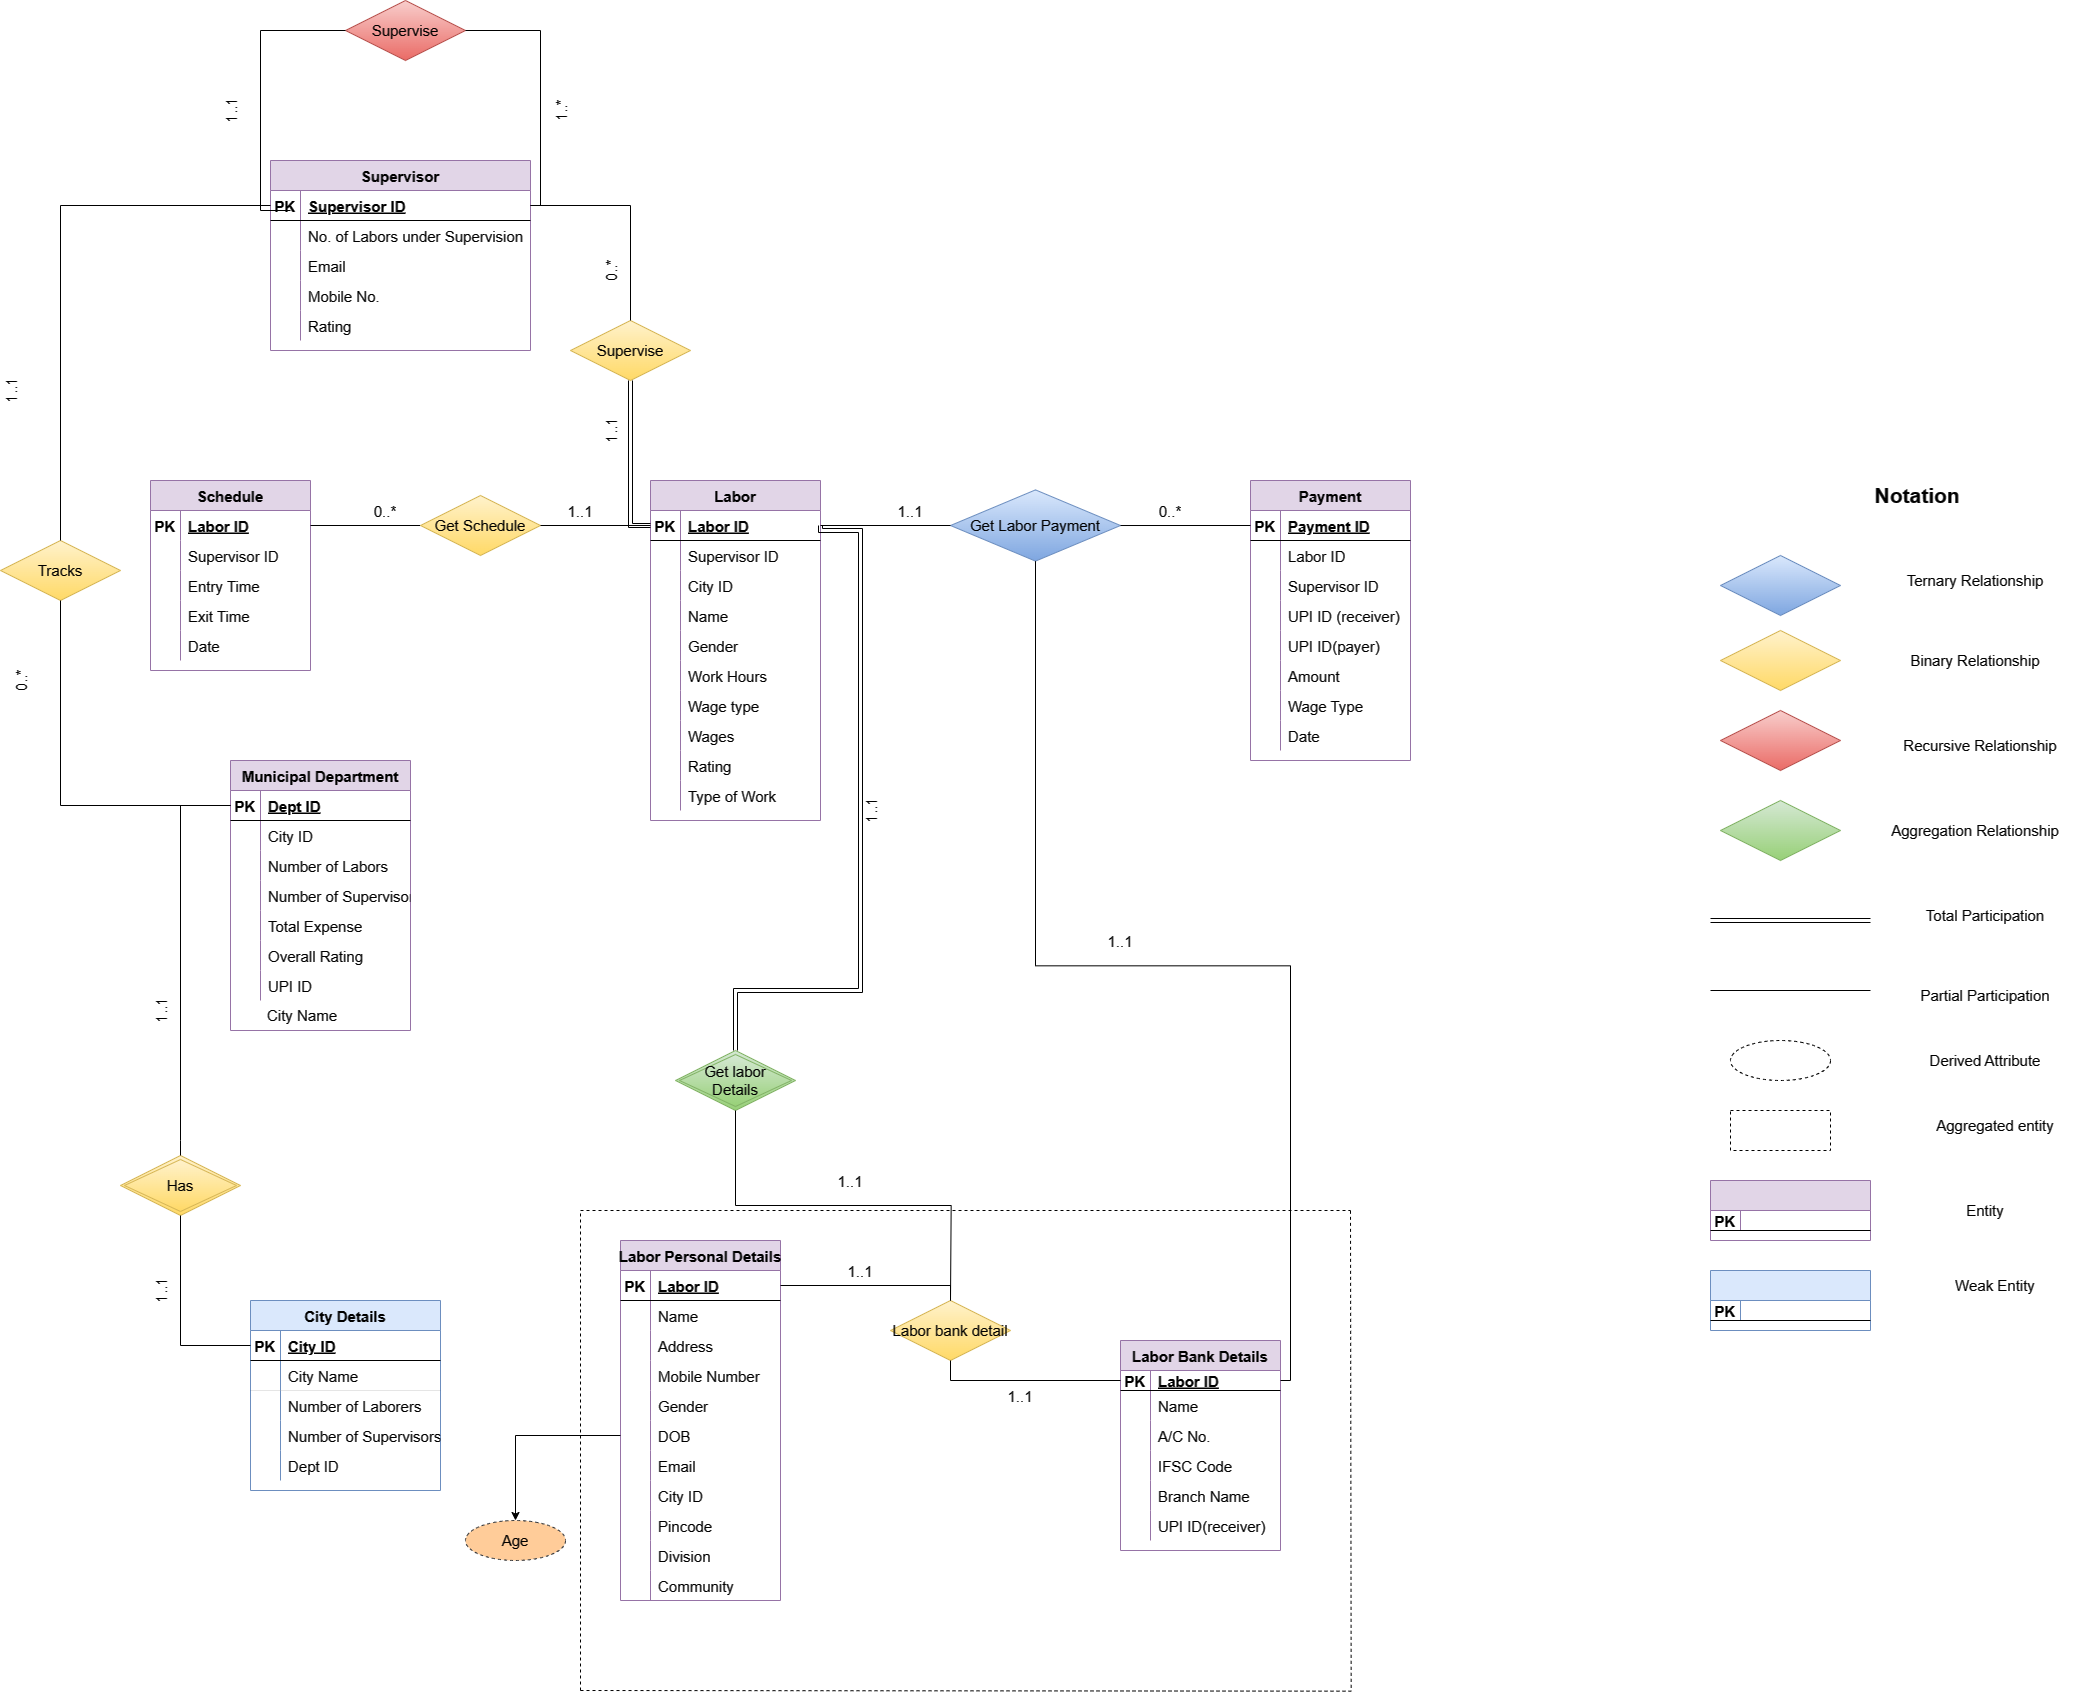 Supervise
1..1
1..*
Supervisor
PK
Supervisor ID
No. of Labors under Supervision
Email
Mobile No.
Rating
0..*
Supervise
1..1
1..1
Tracks
0..*
Schedule
PK
Labor ID
Supervisor ID
Entry Time
Exit Time
Date
0..*
Get Schedule
1..1
Labor
PK
Labor ID
Supervisor ID
City ID
Name
Gender
Work Hours
Wage type
Wages
Rating
Type of Work
1..1
Get Labor Payment
0..*
Payment
PK
Payment ID
Labor ID
Supervisor ID
UPI ID (receiver)
UPI ID(payer)
Amount
Wage Type
Date
1..1
1..1
Municipal Department
PK
Dept ID
City ID
Number of Labors
Number of Superviso
Total Expense
Overall Rating
UPI ID
City Name
1..1
Has
1..1
City Details
PK
City ID
City Name
Number of Laborers
Number of Supervisors
Dept ID
Get labor
Details
1..1
Labor Personal Details
PK
Labor ID
Name
Address
Mobile Number
Gender
DOB
Email
City ID
Pincode
Division
Community
Age
1..1
Labor bank detail
1..1
Labor Bank Details
PK
Labor ID
Name
A/C No.
IFSC Code
Branch Name
UPI ID(receiver)
Notation
Ternary Relationship
Binary Relationship
Recursive Relationship
Aggregation Relationship
Total Participation
Partial Participation
Derived Attribute
Aggregated entity
PK
Entity
PK
Weak Entity